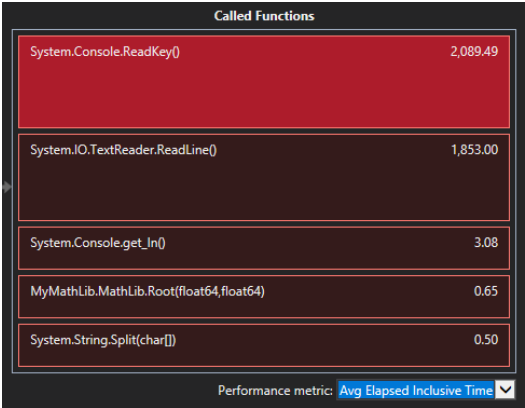 Called Functions
System.Console.ReadKey() 2,089.49
System.IO.TextReader.ReadLine() 1,853.00
System.Console.get_In() 3.08
MyMathLib.MathLib.Root(float64,float64) 0.65
System.String.Split(char[]) 0.50
Performance metric: Avg Elapsed Inclusive Time